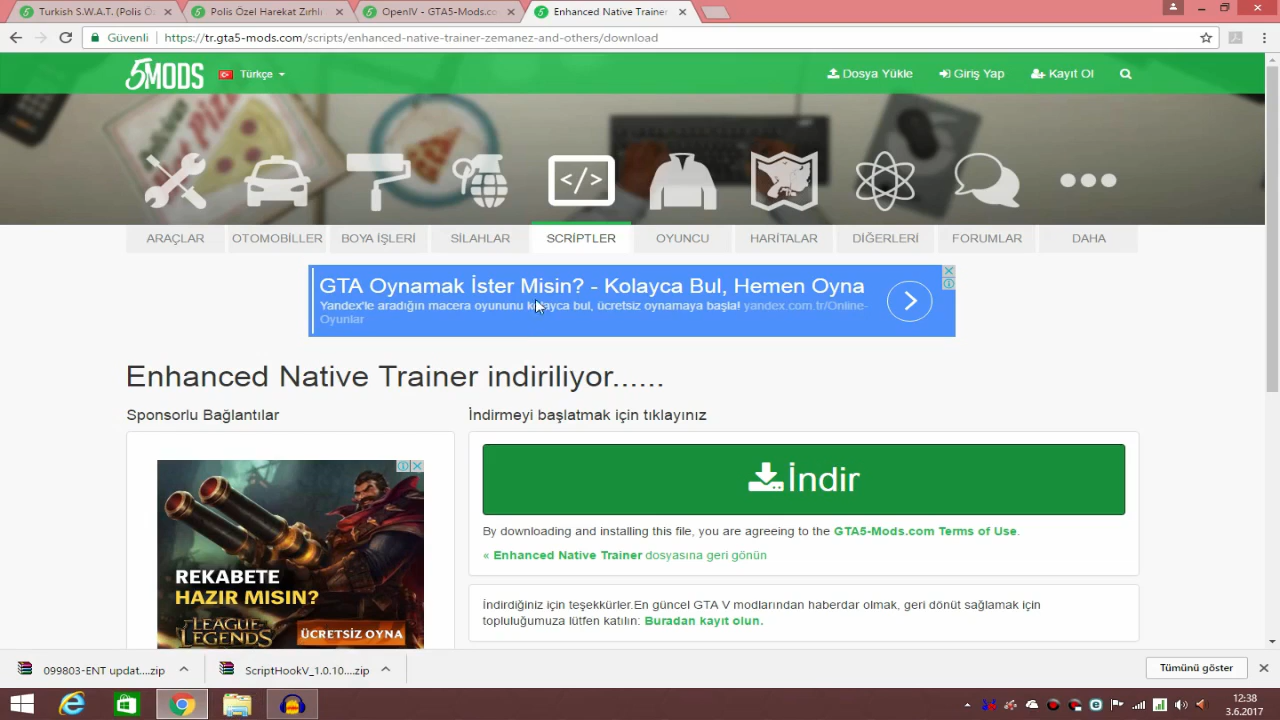 Turkish S.W.A.T. (Polis Ö
Polis Özel Harekat Zırhlı
OpenIV - GTA5-Mods.co
Enhanced Native Trainer
Güvenli
https://tr.gta5-mods.com/scripts/enhanced-native-trainer-zemanez-and-others/download
5MODS
Türkçe
Dosya Yükle
Giriş Yap
Kayıt Ol
</>
ARAÇLAR
OTOMOBİLLER
BOYA İŞLERİ
SİLAHLAR
SCRİPTLER
OYUNCU
HARİTALAR
DİĞERLERİ
FORUMLAR
DAHA
GTA Oynamak İster Misin? - Kolayca Bul, Hemen Oyna
Yandex'le aradığın macera oyununu kolayca bul, ücretsiz oynamaya başla! yandex.com.tr/Online-
Oyunlar
Enhanced Native Trainer indiriliyor......
Sponsorlu Bağlantılar
İndirmeyi başlatmak için tıklayınız
İndir
By downloading and installing this file, you are agreeing to the GTA5-Mods.com Terms of Use.
« Enhanced Native Trainer dosyasına geri gönün
REKABETE
HAZIR MISIN?
LEAGUE of
LEGENDS
ÜCRETSİZ OYNA
İndirdiğiniz için teşekkürler.En güncel GTA V modlarından haberdar olmak, geri dönüt sağlamak için
topluluğumuza lütfen katılın: Buradan kayıt olun.
099803-ENT updat....zip
ScriptHookV_1.0.10....zip
Tümünü göster
12:38
3.6.2017